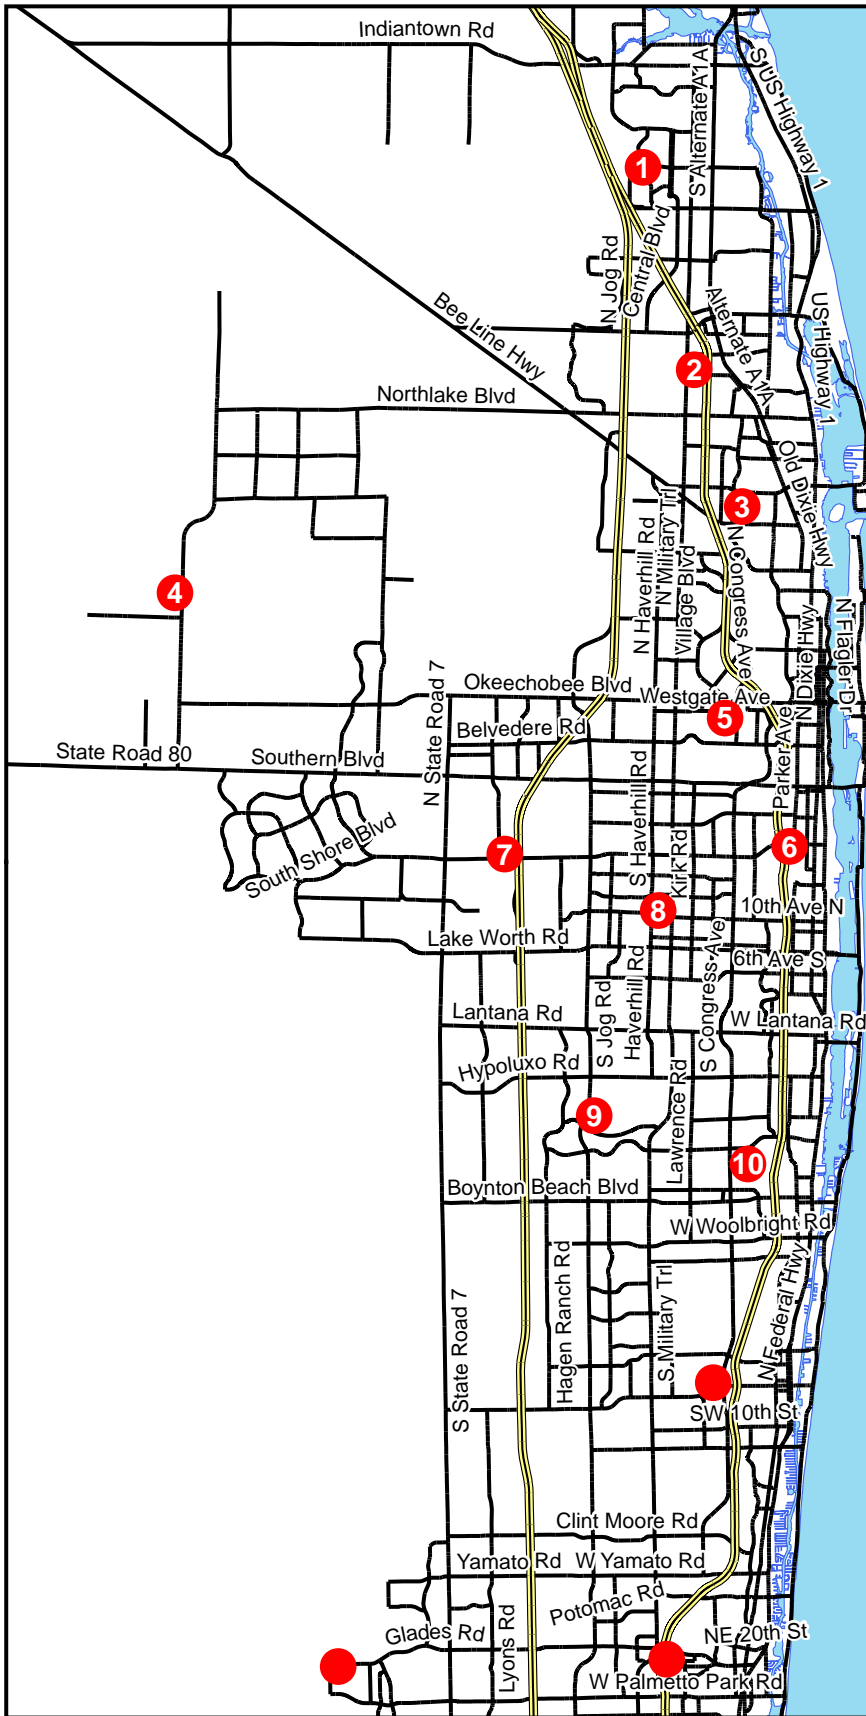 Indiantown Rd
S US Highway 1
S Alternate A1A
1
Central Blvd
N Jog Rd
Bee Line Hwy
Alternate A1A
US Highway 1
2
Northlake Blvd
Old Dixie Hwy
3
N Military Trl
N Haverhill Rd
Village Blvd
N Congress Ave
4
N Flagler Dr
N Dixie Hwy
Okeechobee Blvd
Westgate Ave
N State Road 7
5
Belvedere Rd
State Road 80
Southern Blvd
Parker Ave
S Haverhill Rd
South Shore Blvd
7
6
Kirk Rd
8
10th Ave N
Lake Worth Rd
6th Ave S
S Congress Ave
Haverhill Rd
S Jog Rd
Lantana Rd
W Lantana Rd
Hypoluxo Rd
9
Lawrence Rd
10
Boynton Beach Blvd
W Woolbright Rd
Hagen Ranch Rd
S Military Trl
N Federal Hwy
S State Road 7
SW 10th St
Clint Moore Rd
Yamato Rd
W Yamato Rd
Potomac Rd
Glades Rd
Lyons Rd
NE 20th St
W Palmetto Park Rd